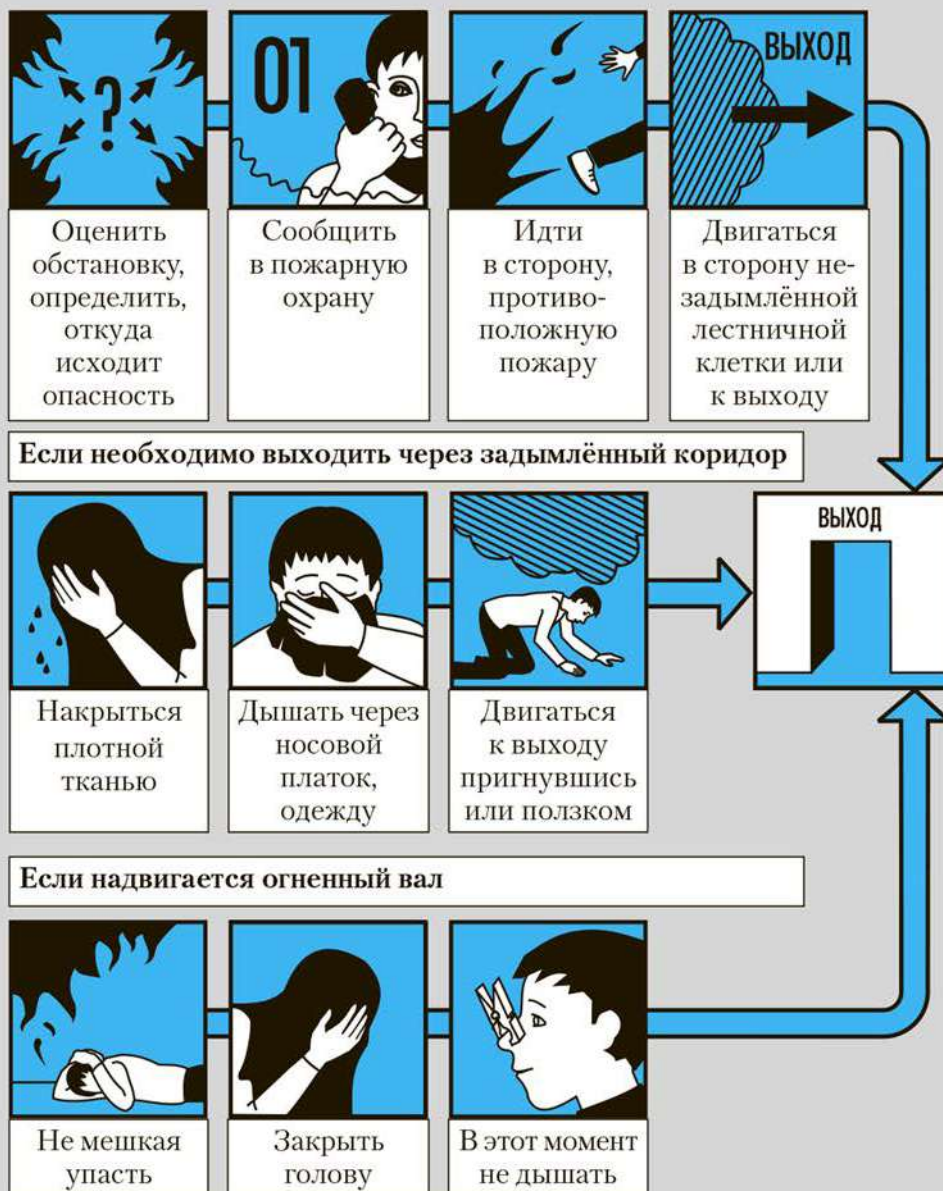 ?
01
ВЫХОД
Оценить
обстановку,
определить,
откуда
исходит
опасность
Сообщить
в пожарную
охрану
Идти
в сторону,
противо-
положную
пожару
Двигаться
в сторону не-
задымлённой
лестничной
клетки или
к выходу
Если необходимо выходить через задымлённый коридор
ВЫХОД
Накрыться
плотной
тканью
Дышать через
носовой
платок,
одежду
Двигаться
к выходу
пригнувшись
или ползком
Если надвигается огненный вал
Не мешкая
упасть
Закрыть
голову
В этот момент
не дышать